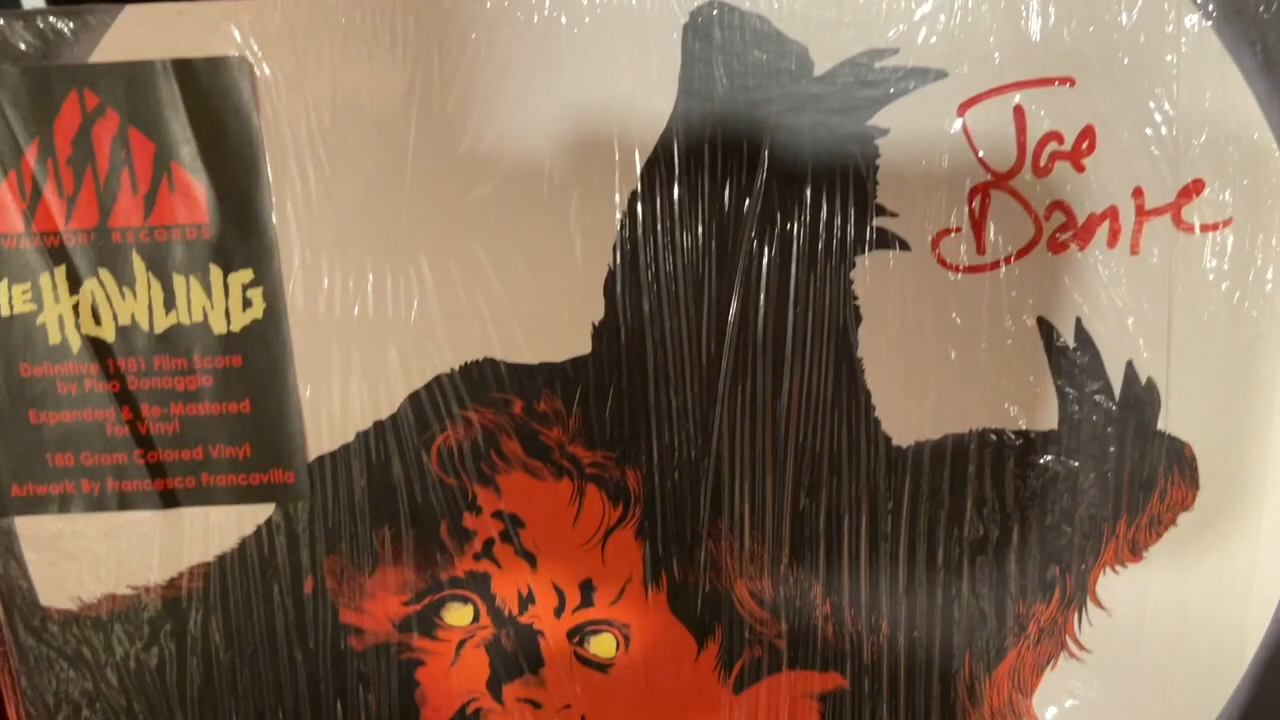 WAXWORK RECORDS
THE HOWLING
Definitive 1981 Film Score
by Pino Donaggio
Expanded & Re-Mastered
For Vinyl
180 Gram Colored Vinyl
Artwork By Francesco Francavilla
Joe
Dante